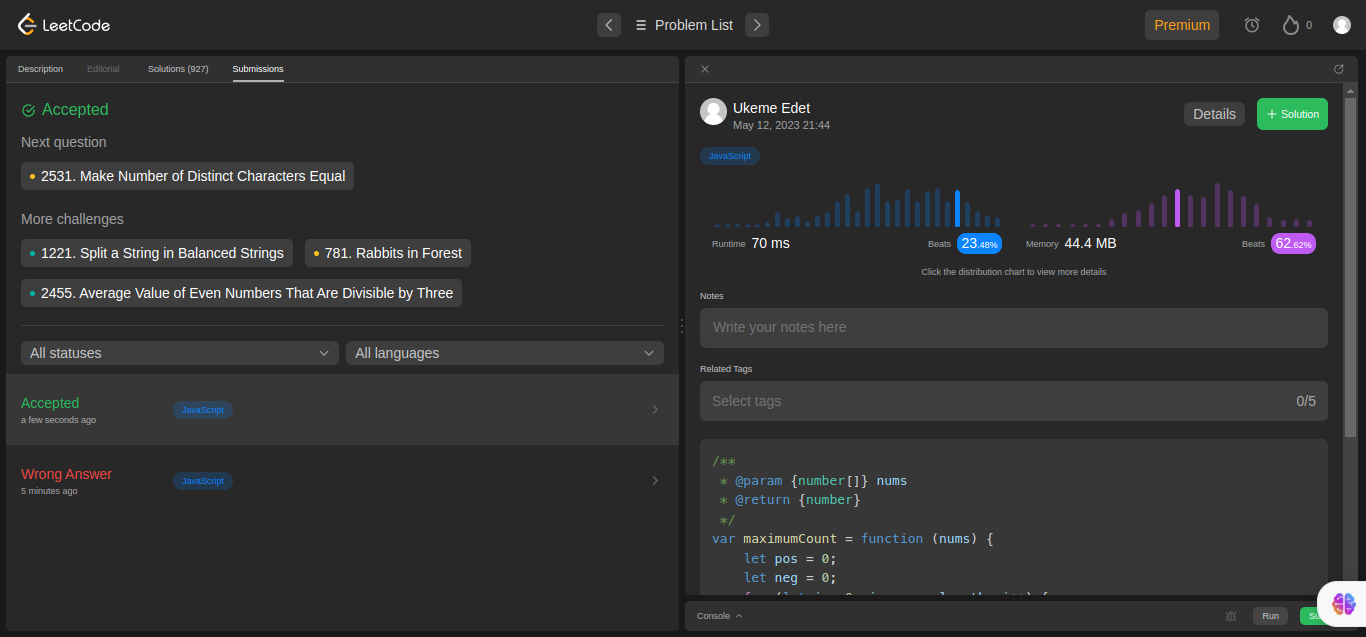 LeetCode
Problem List
Premium
0
Description Editorial Solutions (927) Submissions
Accepted
Next question
2531. Make Number of Distinct Characters Equal
More challenges
1221. Split a String in Balanced Strings
781. Rabbits in Forest
2455. Average Value of Even Numbers That Are Divisible by Three
All statuses
All languages
Accepted
a few seconds ago
JavaScript
Wrong Answer
5 minutes ago
JavaScript
Ukeme Edet
May 12, 2023 21:44
Details
+ Solution
JavaScript
Runtime 70 ms
Beats 23.48%
Memory 44.4 MB
Beats 62.62%
Click the distribution chart to view more details
Notes
Write your notes here
Related Tags
Select tags
0/5
/**
 * @param {number[]} nums
 * @return {number}
 */
var maximumCount = function (nums) {
    let pos = 0;
    let neg = 0;
Console
Run